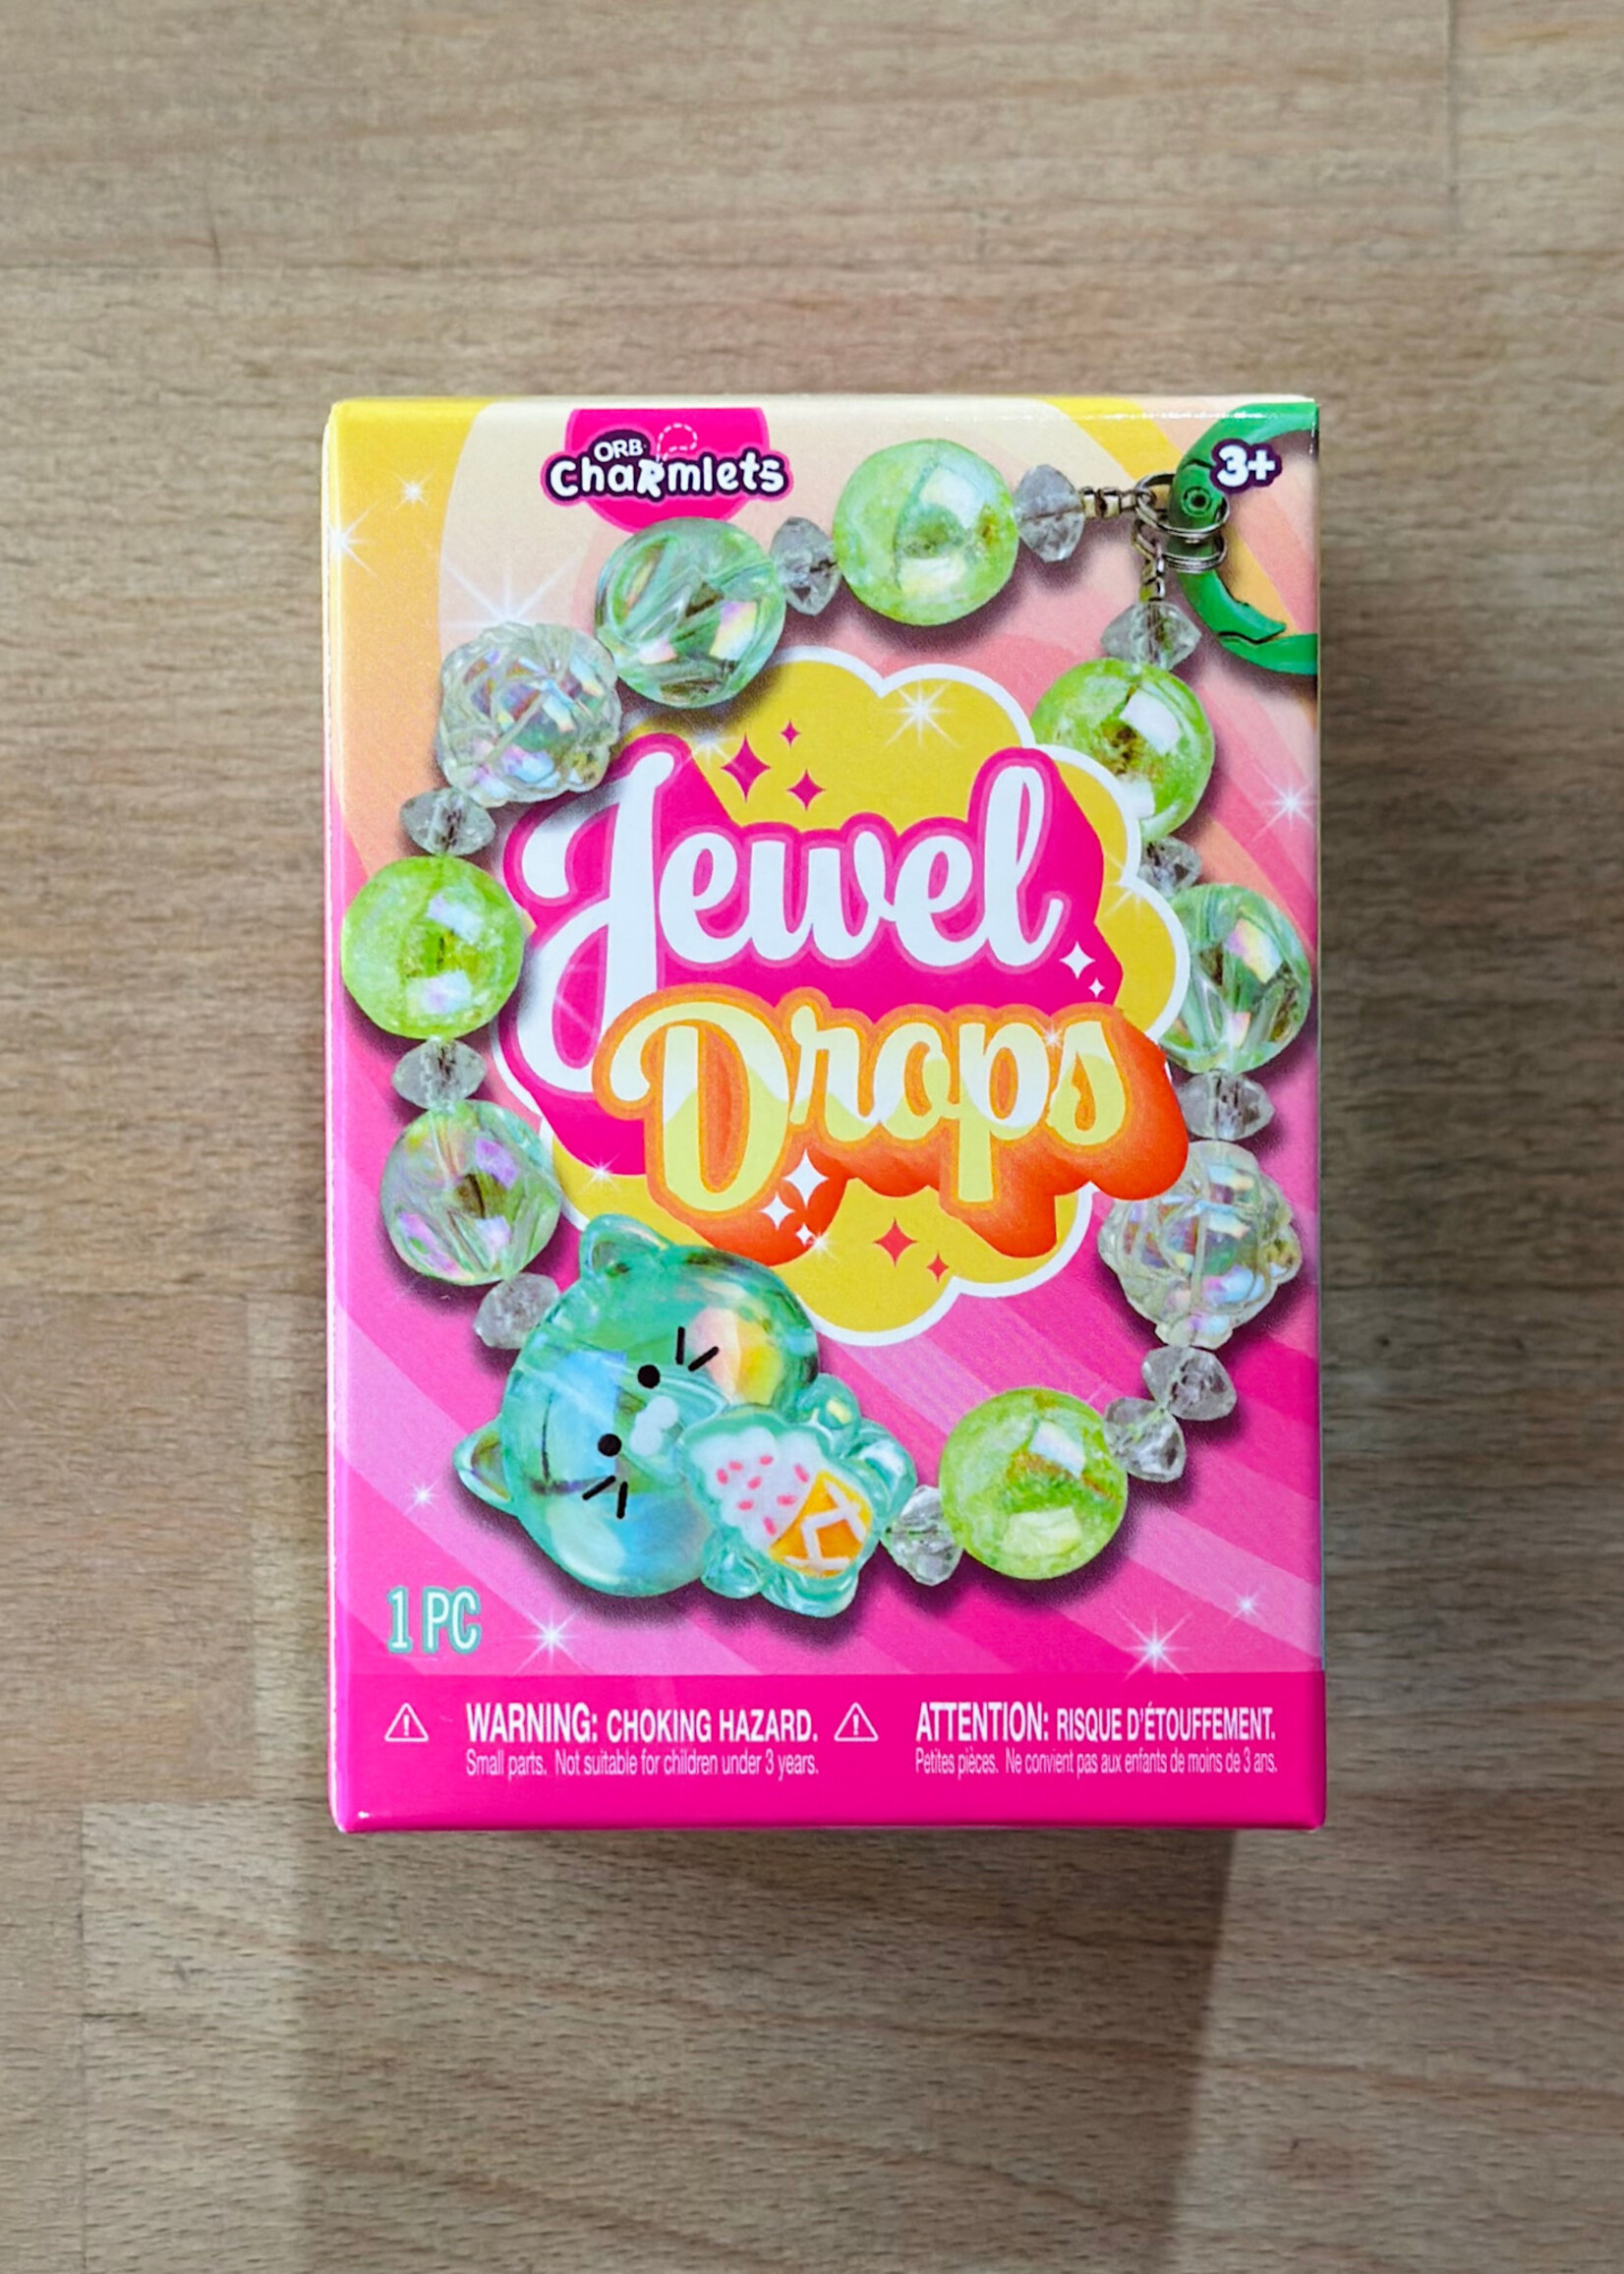 ORB
Charmlets
3+
Jewel
Drops
1 PC
WARNING: CHOKING HAZARD.
Small parts. Not suitable for children under 3 years.
ATTENTION: RISQUE D'ÉTOUFFEMENT.
Petites pièces. Ne convient pas aux enfants de moins de 3 ans.